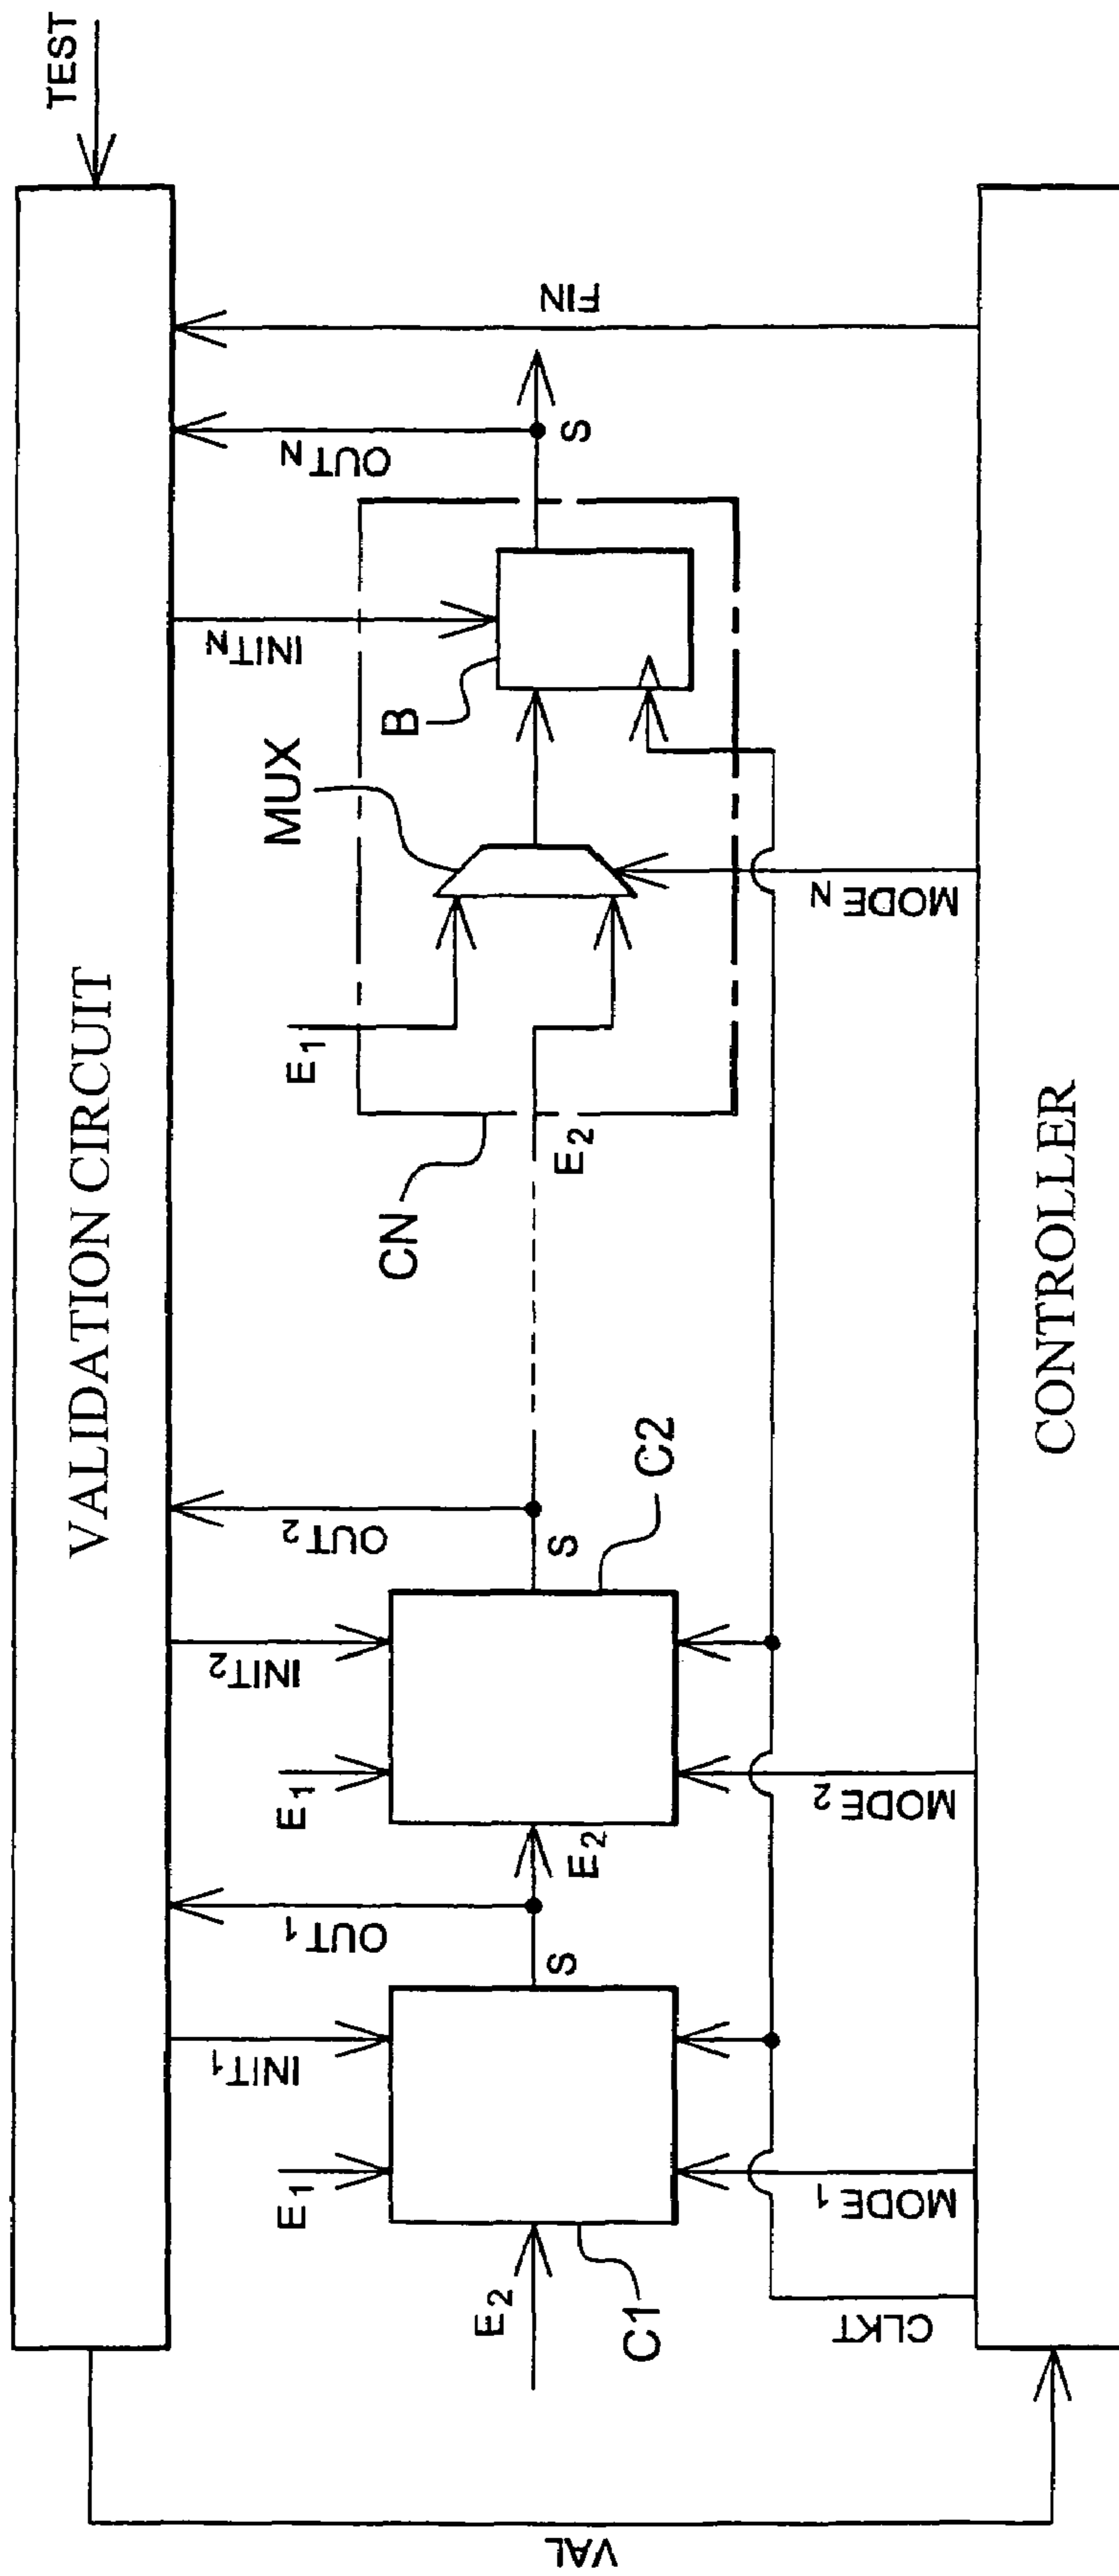 TEST
VALIDATION CIRCUIT
VAL
INIT1
OUT1
INIT2
OUT2
INITN
OUTN
FIN
E1
E2
C1
S
E1
E2
C2
S
CN
E1
E2
MUX
B
S
CLKT
MODE1
MODE2
MODEN
CONTROLLER